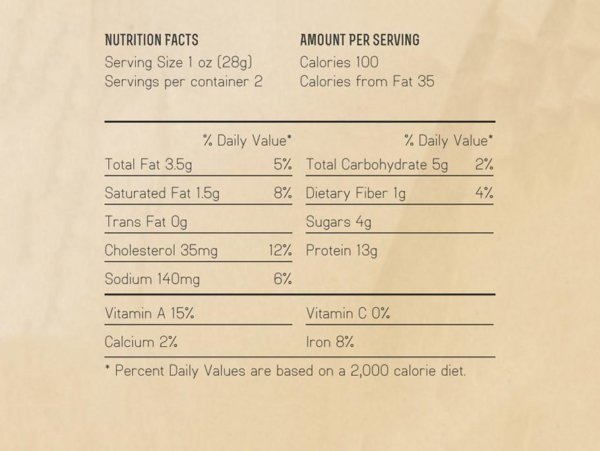 NUTRITION FACTS
Serving Size 1 oz (28g)
Servings per container 2
AMOUNT PER SERVING
Calories 100
Calories from Fat 35
% Daily Value*
Total Fat 3.5g 5%
Saturated Fat 1.5g 8%
Trans Fat 0g
Cholesterol 35mg 12%
Sodium 140mg 6%
% Daily Value*
Total Carbohydrate 5g 2%
Dietary Fiber 1g 4%
Sugars 4g
Protein 13g
Vitamin A 15% Vitamin C 0%
Calcium 2% Iron 8%
* Percent Daily Values are based on a 2,000 calorie diet.